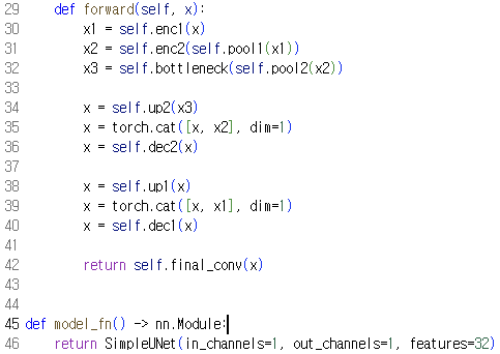 29 def forward(self, x):
30 x1 = self.enc1(x)
31 x2 = self.enc2(self.pool1(x1))
32 x3 = self.bottleneck(self.pool2(x2))
33
34 x = self.up2(x3)
35 x = torch.cat([x, x2], dim=1)
36 x = self.dec2(x)
37
38 x = self.up1(x)
39 x = torch.cat([x, x1], dim=1)
40 x = self.dec1(x)
41
42 return self.final_conv(x)
43
44
45 def model_fn() -> nn.Module:
46 return SimpleUNet(in_channels=1, out_channels=1, features=32)